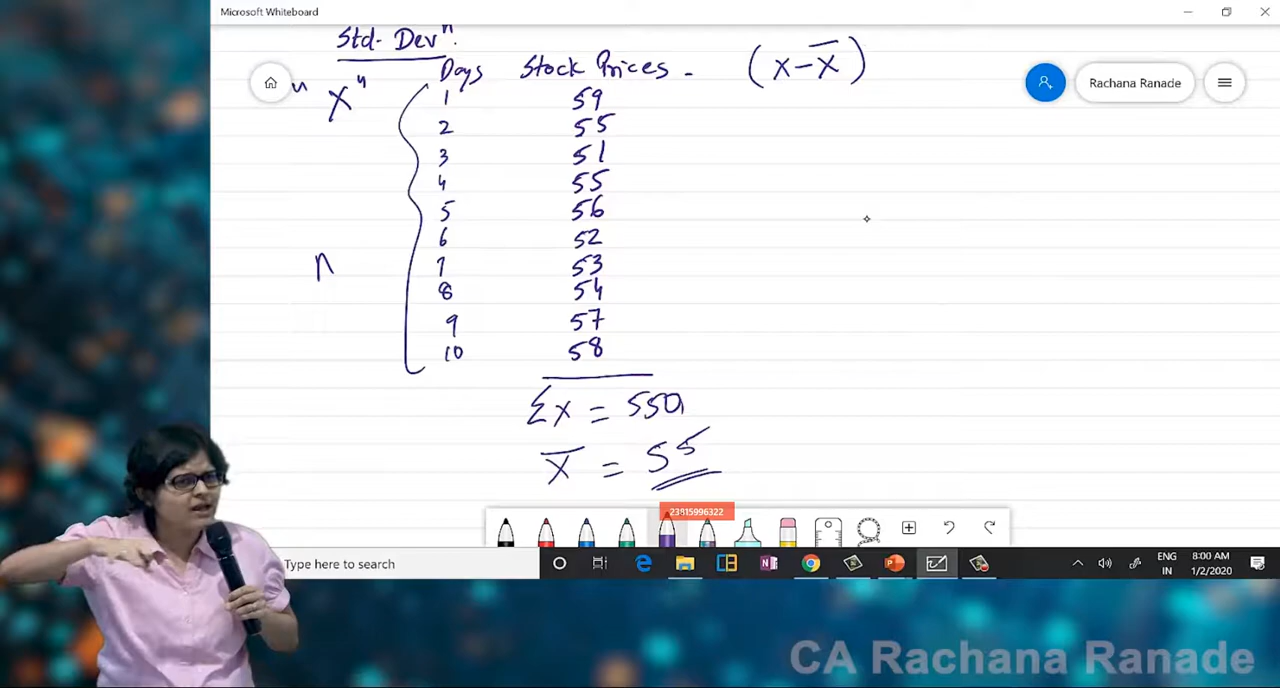 Microsoft Whiteboard
Std. Devⁿ.
Days Stock Prices - (x-x̅)
"x"
Rachana Ranade
1 59
2 55
3 51
4 55
5 56
6 52
n
7 53
8 54
9 57
10 58
Σx = 550
x̅ = 55
23815996322
Type here to search
ENG
IN
8:00 AM
1/2/2020
CA Rachana Ranade